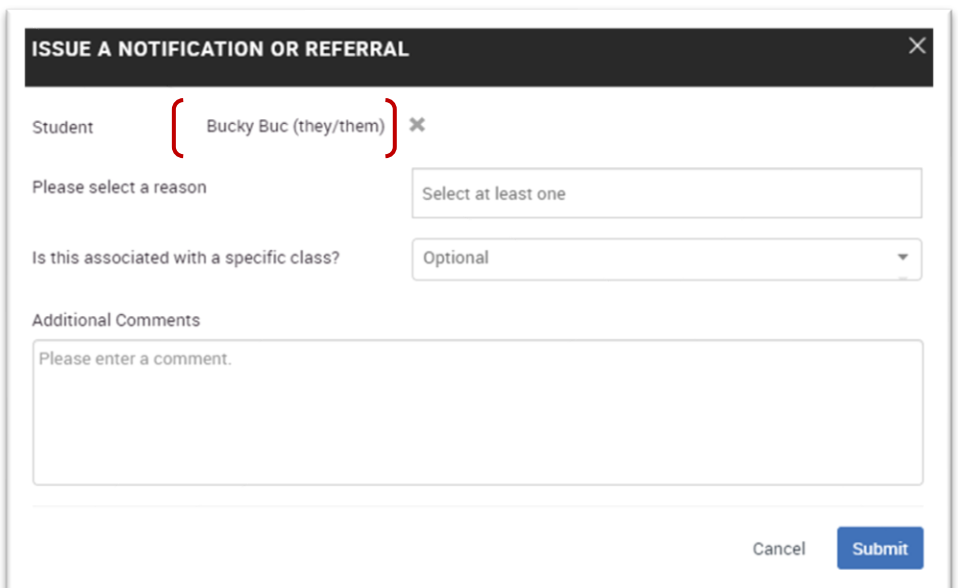 ISSUE A NOTIFICATION OR REFERRAL
Student Bucky Buc (they/them)
Please select a reason Select at least one
Is this associated with a specific class? Optional
Additional Comments
Please enter a comment.
Cancel Submit